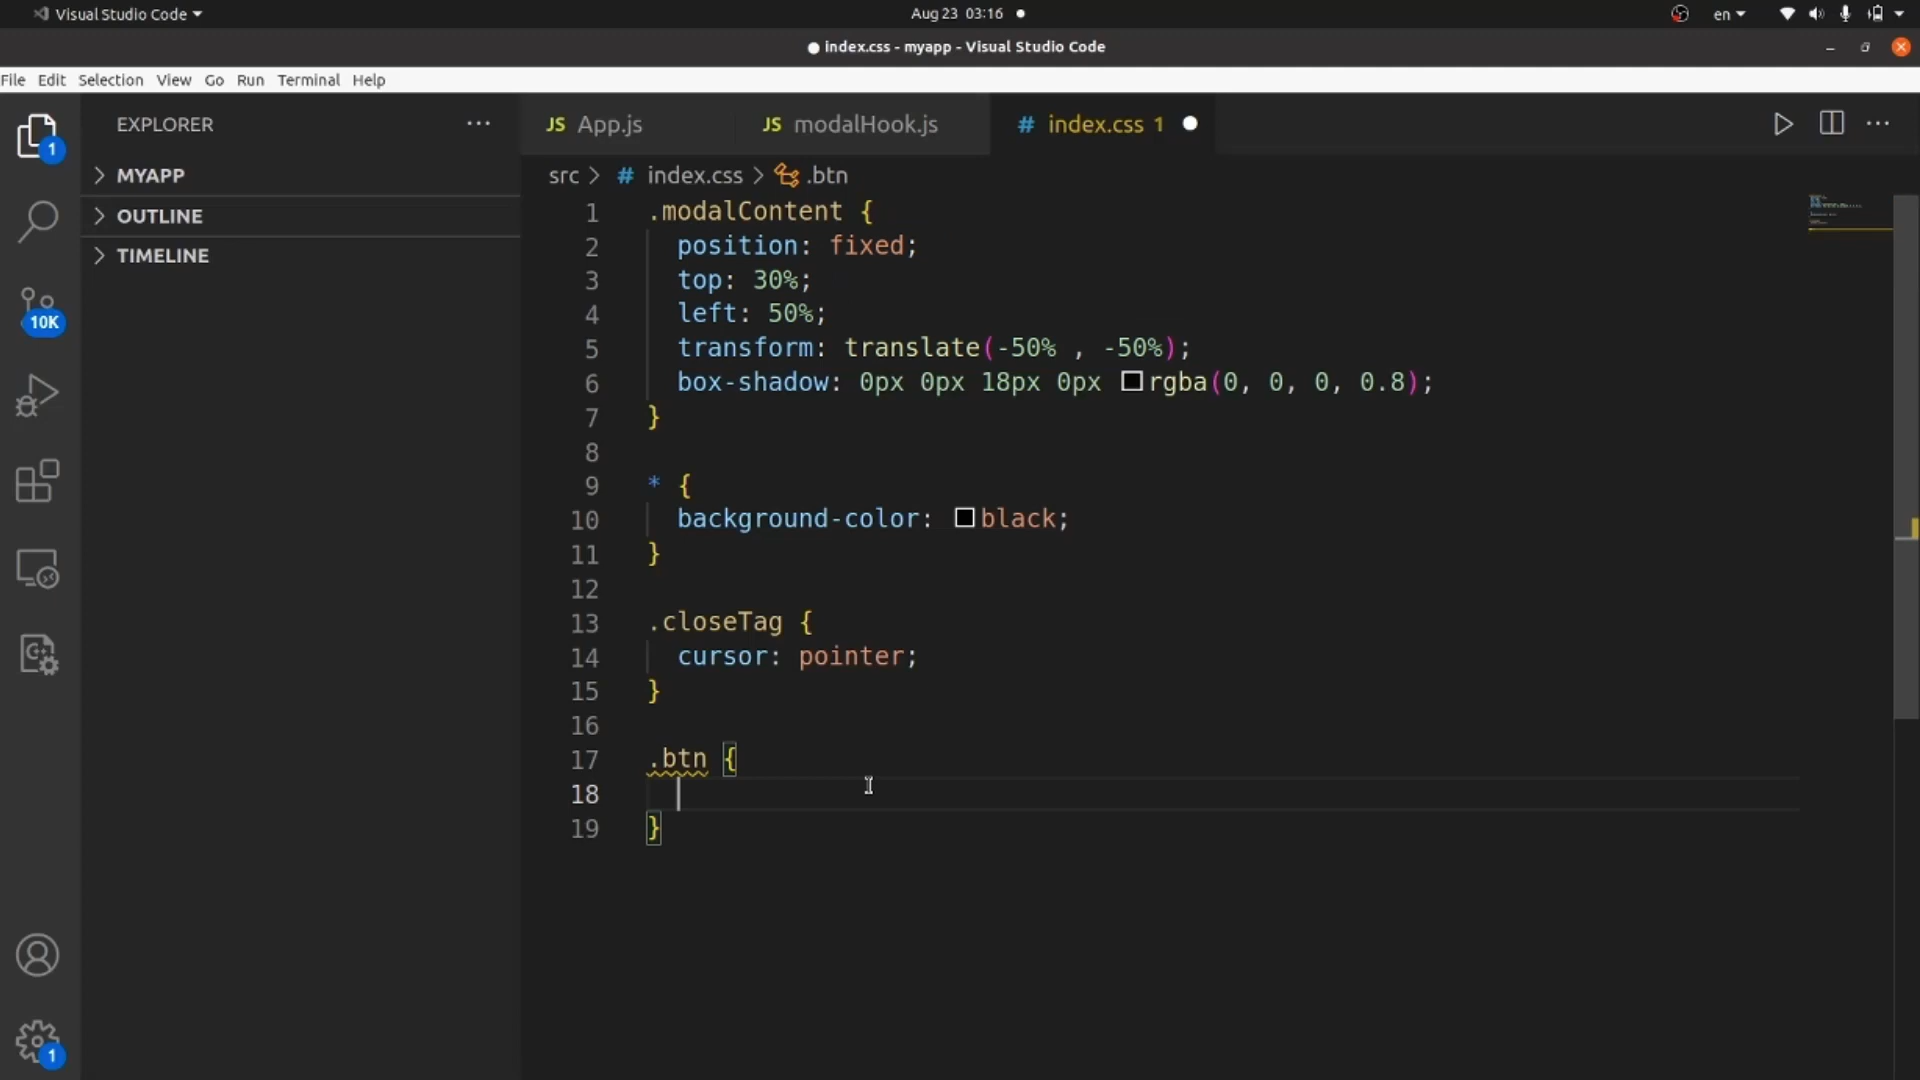 Visual Studio Code
Aug 23 03:16
en
index.css - myapp - Visual Studio Code
File Edit Selection View Go Run Terminal Help
1
EXPLORER
MYAPP
OUTLINE
TIMELINE
10K
1
JS App.js
JS modalHook.js
# index.css 1
src > # index.css > .btn
1 .modalContent {
2 position: fixed;
3 top: 30%;
4 left: 50%;
5 transform: translate(-50% , -50%);
6 box-shadow: 0px 0px 18px 0px rgba(0, 0, 0, 0.8);
7 }
8
9 * {
10 background-color: black;
11 }
12
13 .closeTag {
14 cursor: pointer;
15 }
16
17 .btn {
18
19 }